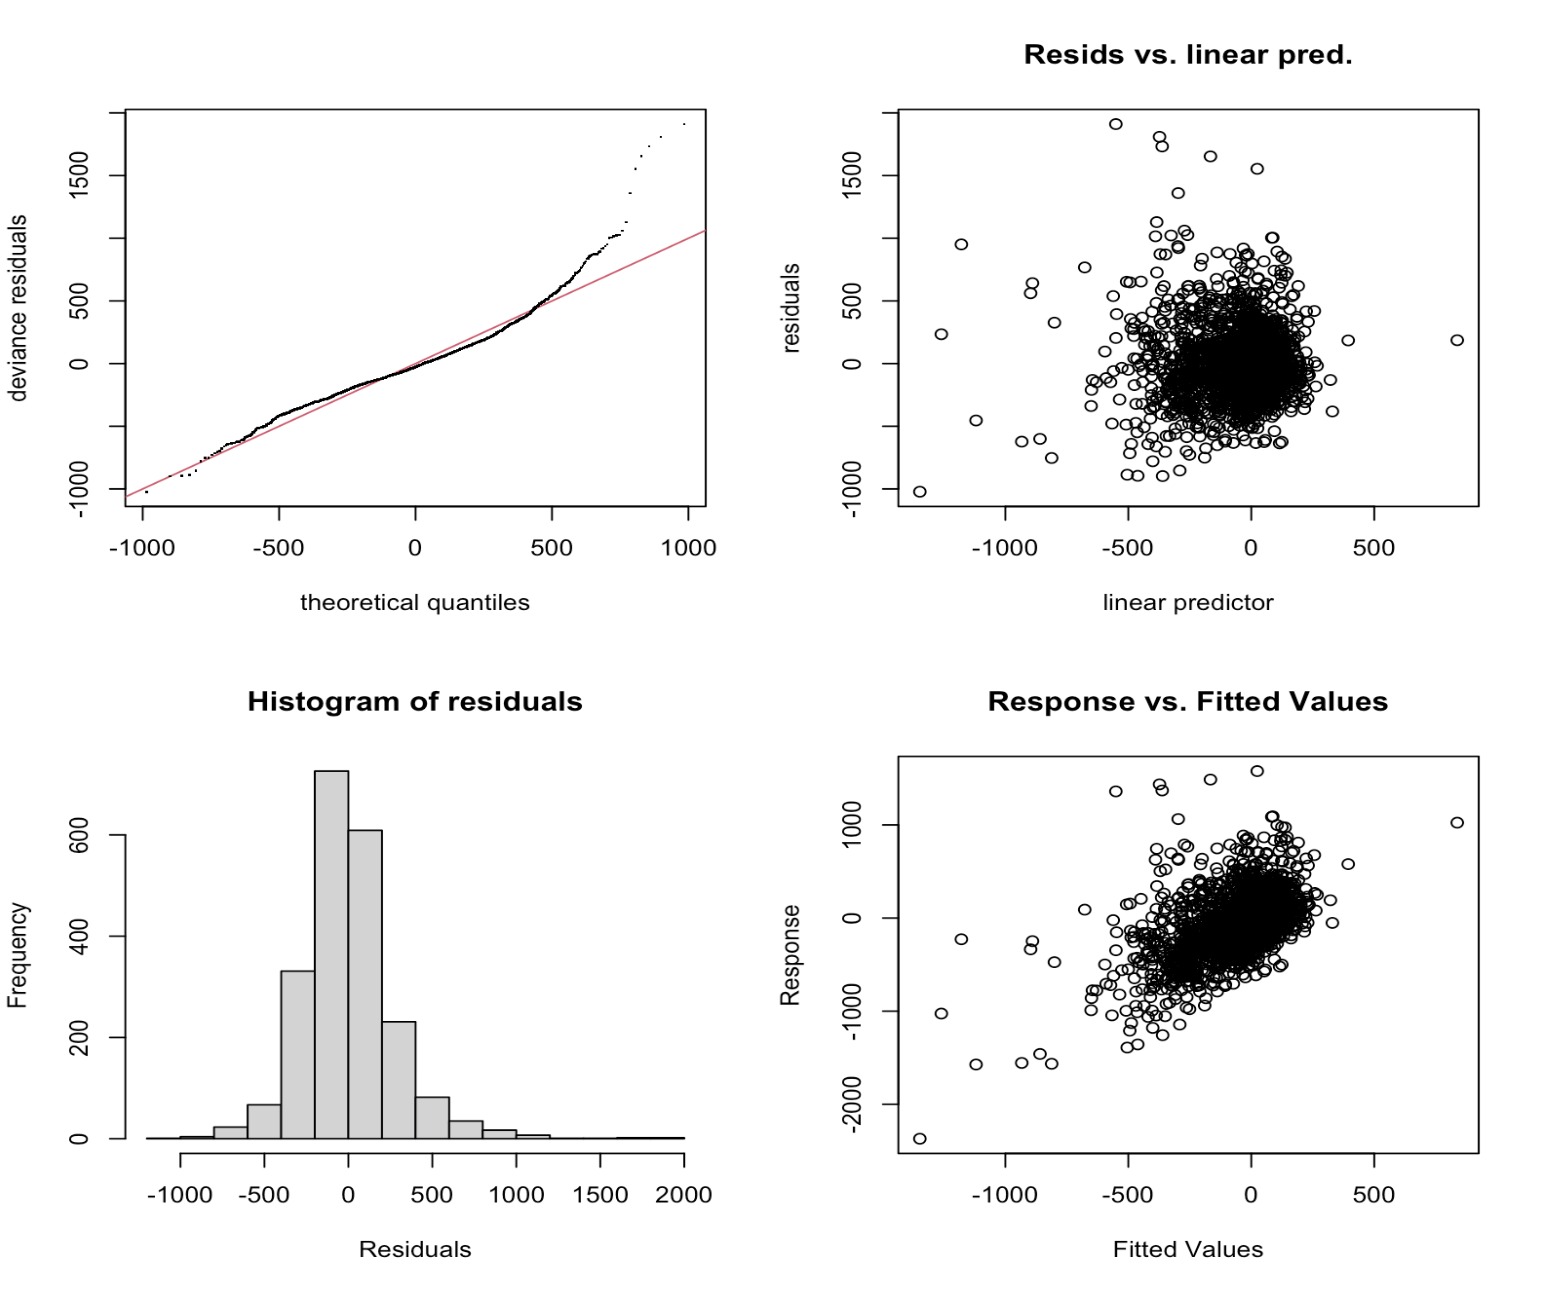 deviance residuals
1500
500
0
-1000
-1000 -500 0 500 1000
theoretical quantiles
Resids vs. linear pred.
residuals
1500
500
0
-1000
-1000 -500 0 500
linear predictor
Histogram of residuals
Frequency
600
400
200
0
-1000 -500 0 500 1000 1500 2000
Residuals
Response vs. Fitted Values
Response
1000
0
-1000
-2000
-1000 -500 0 500
Fitted Values